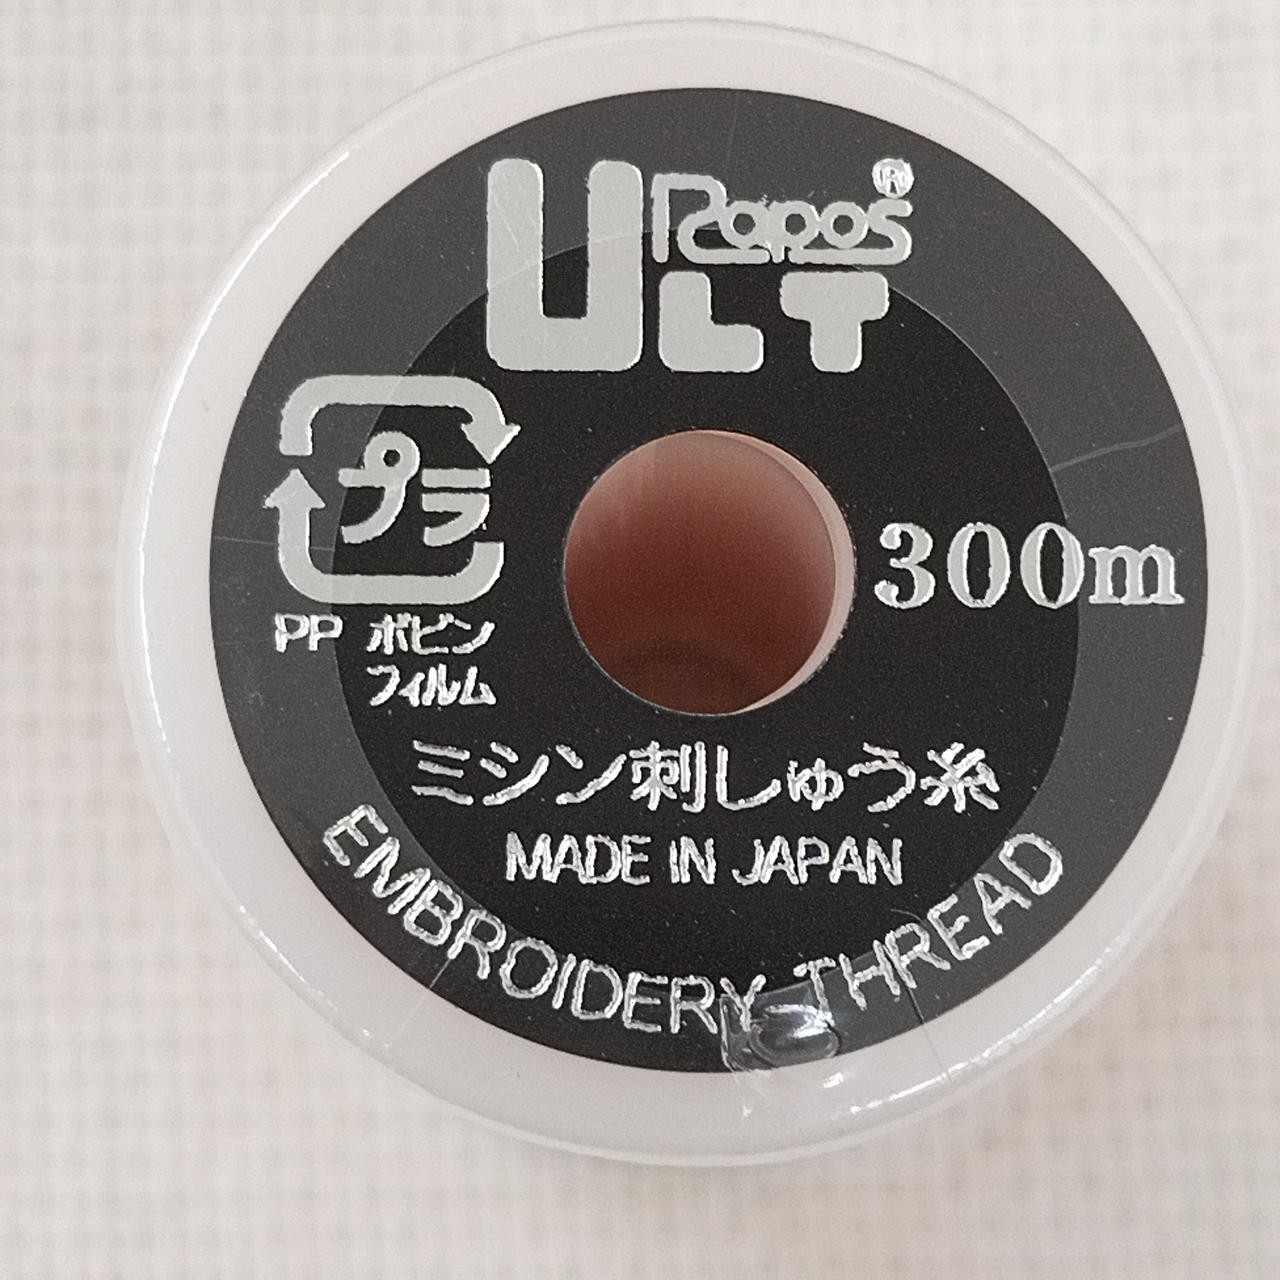 Rapos®
ULT
プラ
PP ボビン
フィルム
300m
ミシン刺しゅう糸
MADE IN JAPAN
EMBROIDERY THREAD